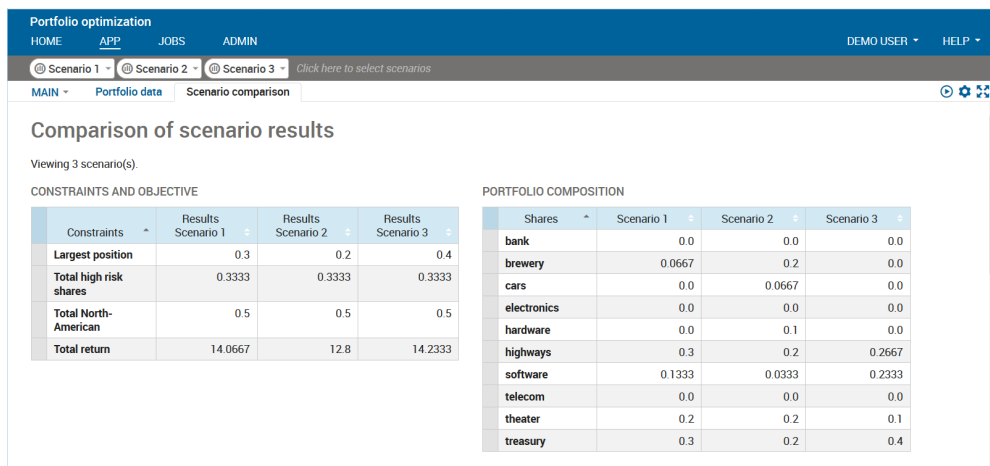 Portfolio optimization
HOME APP JOBS ADMIN DEMO USER HELP
Scenario 1 Scenario 2 Scenario 3 Click here to select scenarios
MAIN Portfolio data Scenario comparison
Comparison of scenario results
Viewing 3 scenario(s).
CONSTRAINTS AND OBJECTIVE
Constraints Results Scenario 1 Results Scenario 2 Results Scenario 3
Largest position 0.3 0.2 0.4
Total high risk shares 0.3333 0.3333 0.3333
Total North-American 0.5 0.5 0.5
Total return 14.0667 12.8 14.2333
PORTFOLIO COMPOSITION
Shares Scenario 1 Scenario 2 Scenario 3
bank 0.0 0.0 0.0
brewery 0.0667 0.2 0.0
cars 0.0 0.0667 0.0
electronics 0.0 0.0 0.0
hardware 0.0 0.1 0.0
highways 0.3 0.2 0.2667
software 0.1333 0.0333 0.2333
telecom 0.0 0.0 0.0
theater 0.2 0.2 0.1
treasury 0.3 0.2 0.4